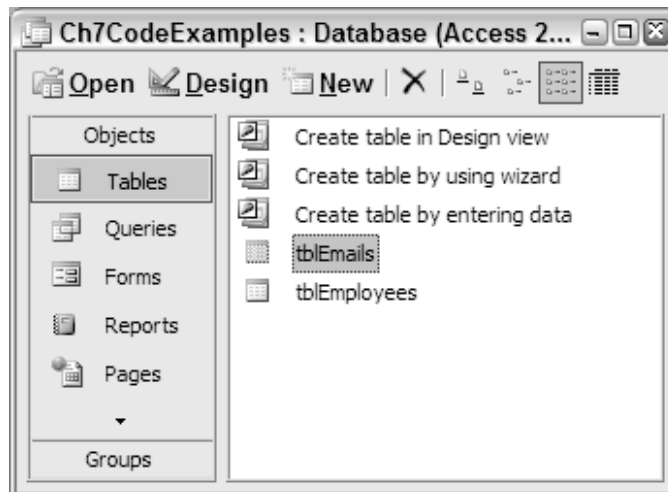 Ch7CodeExamples : Database (Access 2...
Open Design New
Objects
Tables
Queries
Forms
Reports
Pages
Groups
Create table in Design view
Create table by using wizard
Create table by entering data
tblEmails
tblEmployees